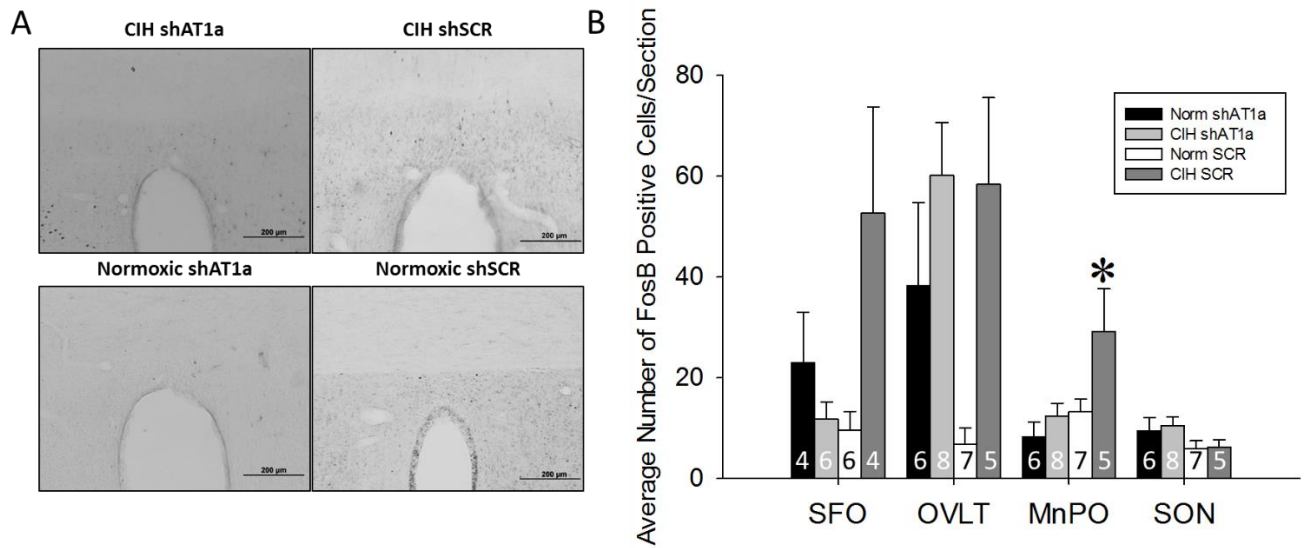 A
CIH shAT1a
CIH shSCR
200 µm
200 µm
Normoxic shAT1a
Normoxic shSCR
200 µm
200 µm
B
Average Number of FosB Positive Cells/Section
80
60
40
20
0
Norm shAT1a
CIH shAT1a
Norm SCR
CIH SCR
*
4 6 6 4 6 8 7 5 6 8 7 5 6 8 7 5
SFO OVLT MnPO SON